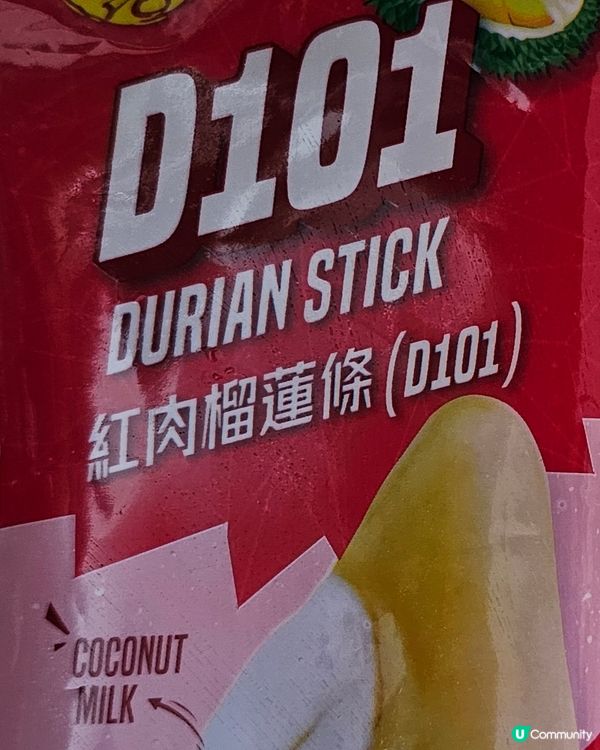 D101
DURIAN STICK
紅肉榴蓮條(D101)
COCONUT
MILK
U Community